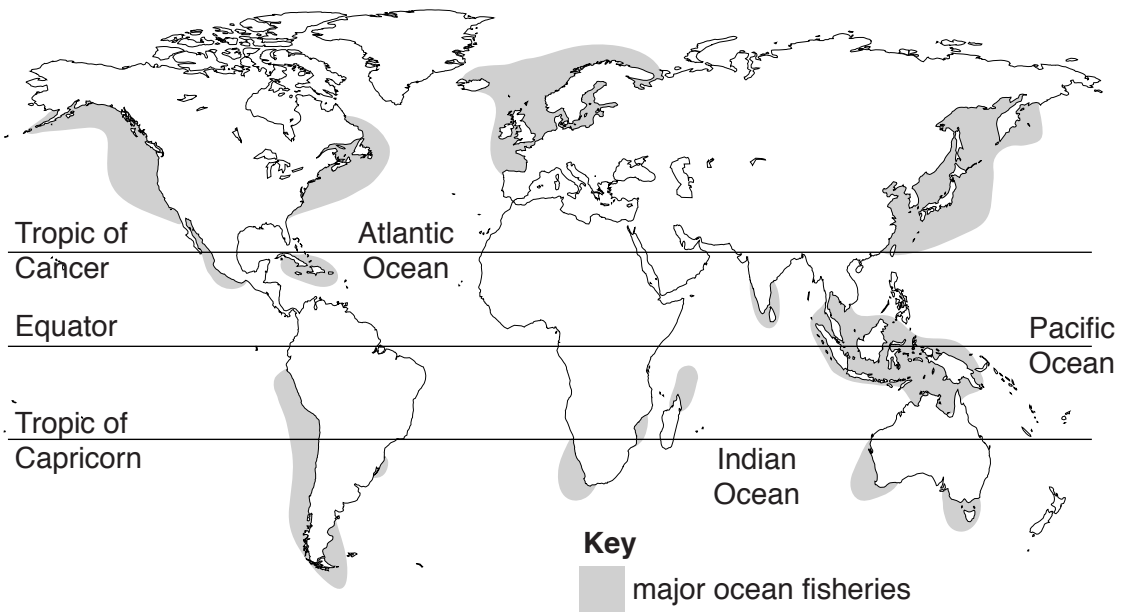 Tropic of
Cancer
Atlantic
Ocean
Equator
Pacific
Ocean
Tropic of
Capricorn
Indian
Ocean
Key
major ocean fisheries